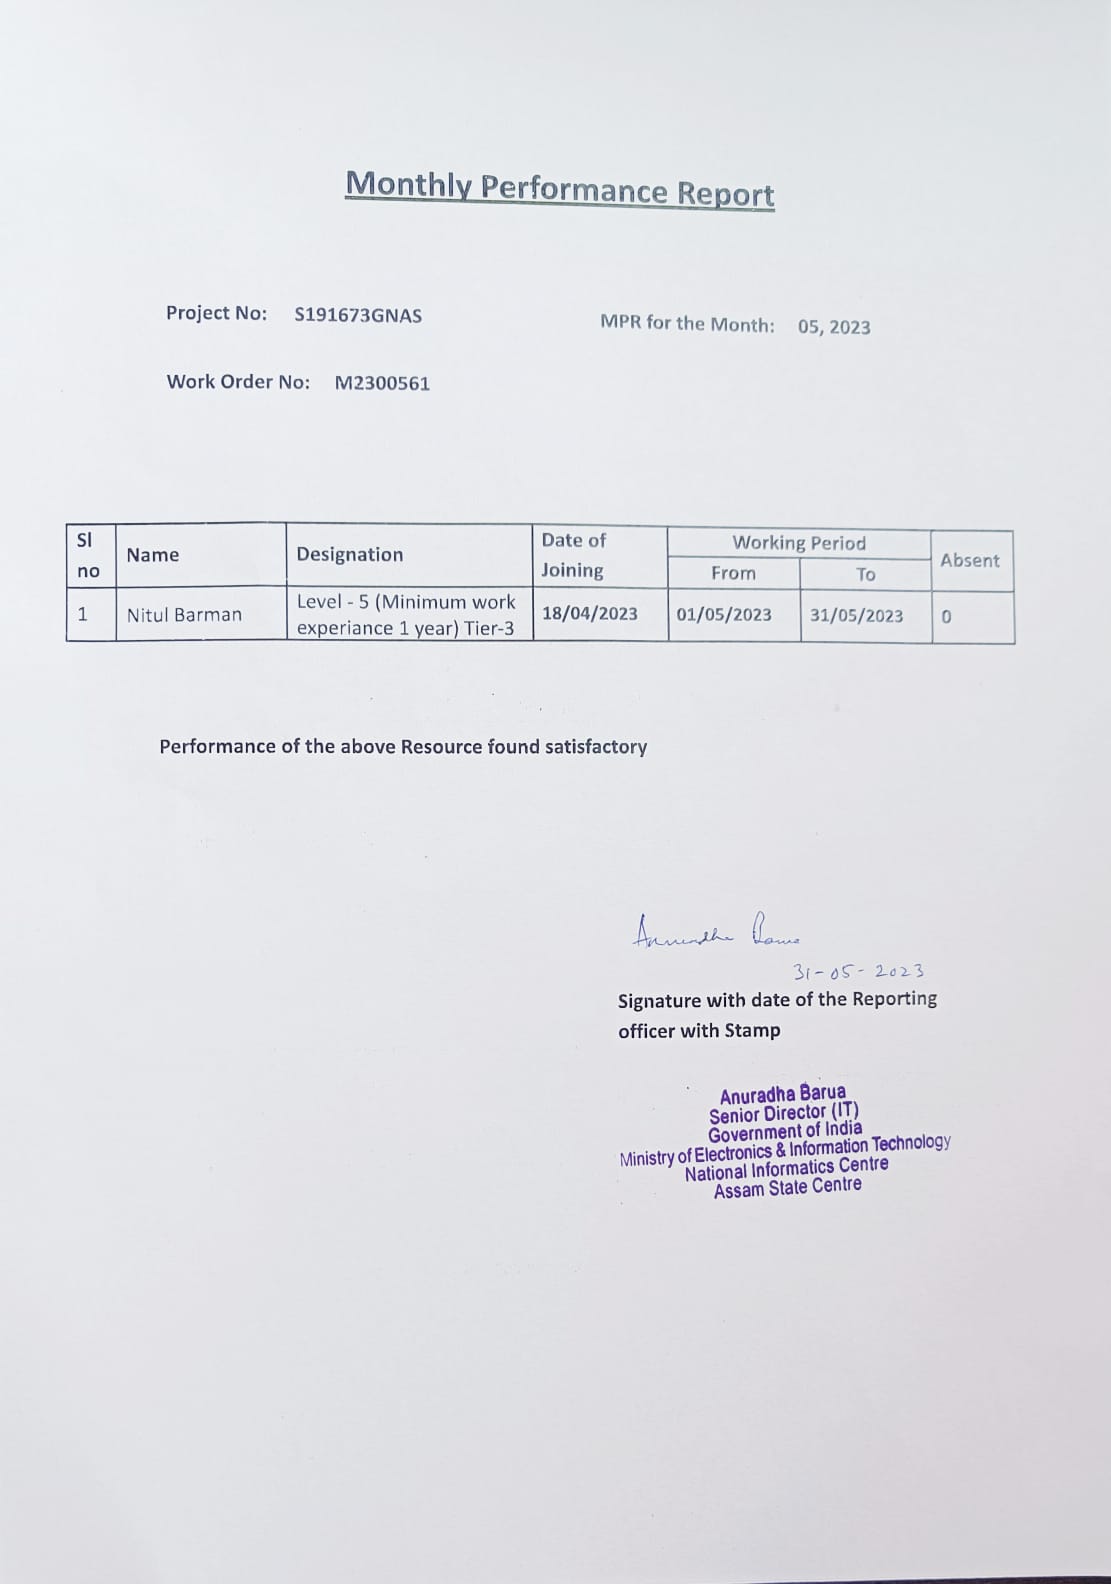 Monthly Performance Report
Project No: S191673GNAS
MPR for the Month: 05, 2023
Work Order No: M2300561
Sl no Name Designation Date of Joining Working Period From To Absent
1 Nitul Barman Level - 5 (Minimum work experiance 1 year) Tier-3 18/04/2023 01/05/2023 31/05/2023 0
Performance of the above Resource found satisfactory
Anuradha Barua
31-05-2023
Signature with date of the Reporting
officer with Stamp
Anuradha Barua
Senior Director (IT)
Government of India
Ministry of Electronics & Information Technology
National Informatics Centre
Assam State Centre